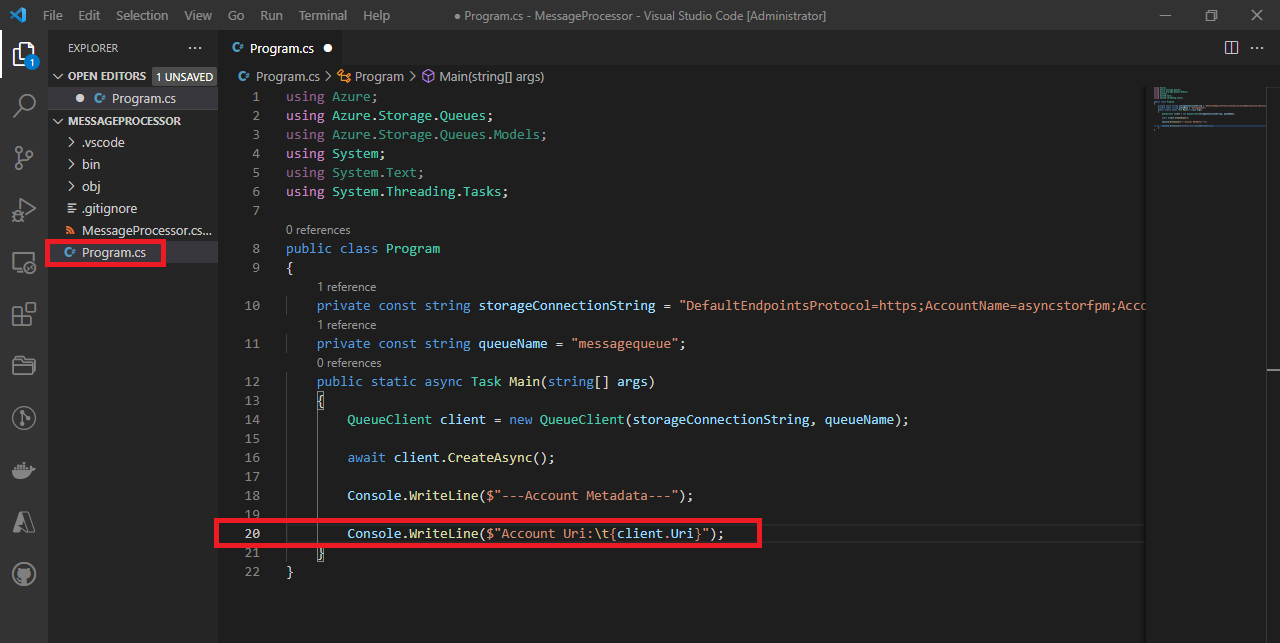 File Edit Selection View Go Run Terminal Help ● Program.cs - MessageProcessor - Visual Studio Code [Administrator]
1
EXPLORER ···
OPEN EDITORS 1 UNSAVED
● C# Program.cs
MESSAGEPROCESSOR
> .vscode
> bin
> obj
.gitignore
MessageProcessor.cs...
C# Program.cs
C# Program.cs ●
C# Program.cs > Program > Main(string[] args)
1 using Azure;
2 using Azure.Storage.Queues;
3 using Azure.Storage.Queues.Models;
4 using System;
5 using System.Text;
6 using System.Threading.Tasks;
7
0 references
8 public class Program
9 {
1 reference
10 private const string storageConnectionString = "DefaultEndpointsProtocol=https;AccountName=asyncstorfpm;Acco
1 reference
11 private const string queueName = "messagequeue";
0 references
12 public static async Task Main(string[] args)
13 {
14 QueueClient client = new QueueClient(storageConnectionString, queueName);
15
16 await client.CreateAsync();
17
18 Console.WriteLine($"---Account Metadata---");
19
20 Console.WriteLine($"Account Uri:\t{client.Uri}");
21 }
22 }